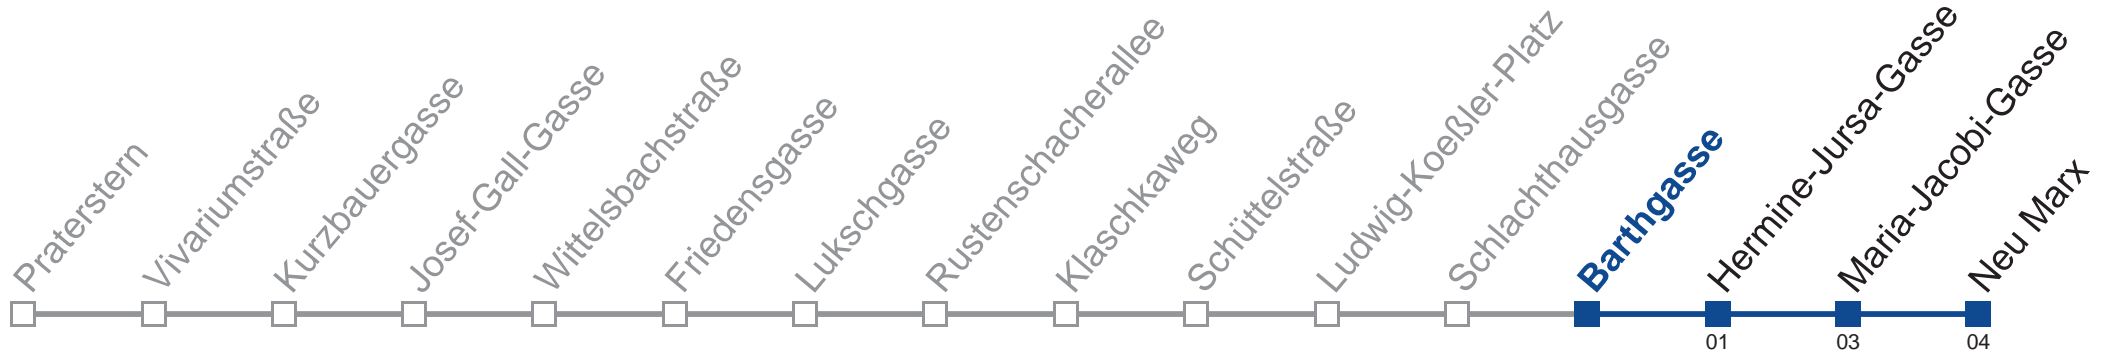 Praterstern
Vivariumstraße
Kurzbauergasse
Josef-Gall-Gasse
Wittelsbachstraße
Friedensgasse
Lukschgasse
Rustenschacherallee
Klaschkaweg
Schüttelstraße
Ludwig-Koeßler-Platz
Schlachthausgasse
Barthgasse
Hermine-Jursa-Gasse
Maria-Jacobi-Gasse
Neu Marx
01
03
04